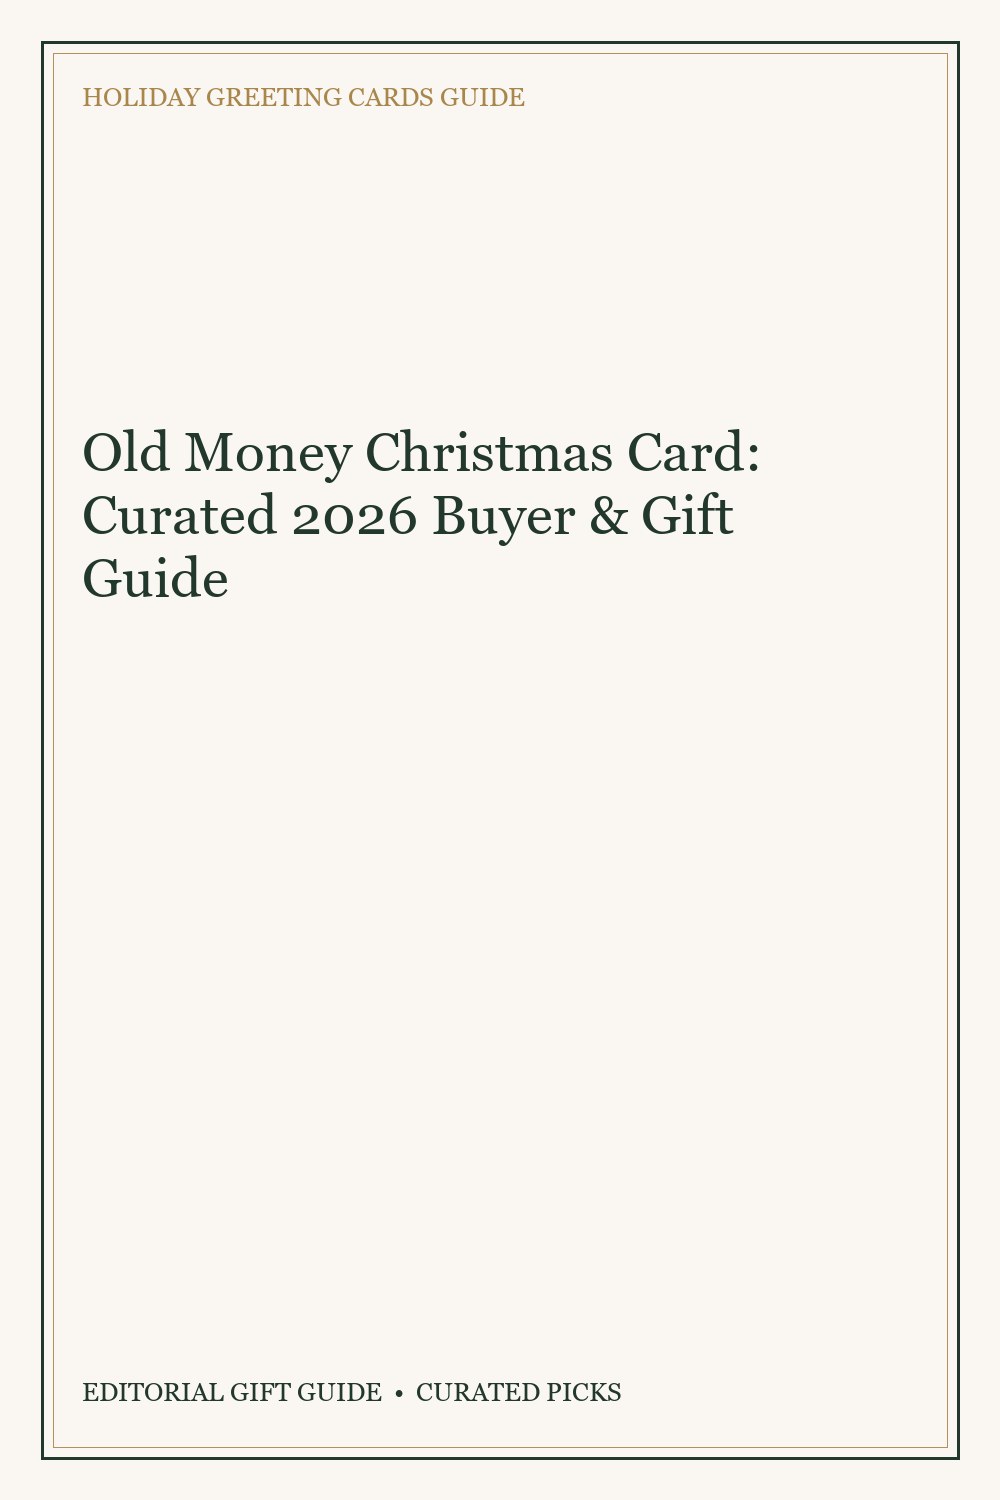 HOLIDAY GREETING CARDS GUIDE
Old Money Christmas Card:
Curated 2026 Buyer & Gift
Guide
EDITORIAL GIFT GUIDE • CURATED PICKS